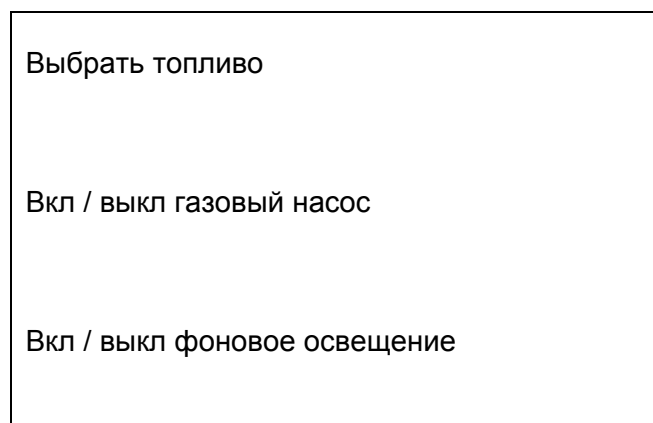 Выбрать топливо
Вкл / выкл газовый насос
Вкл / выкл фоновое освещение